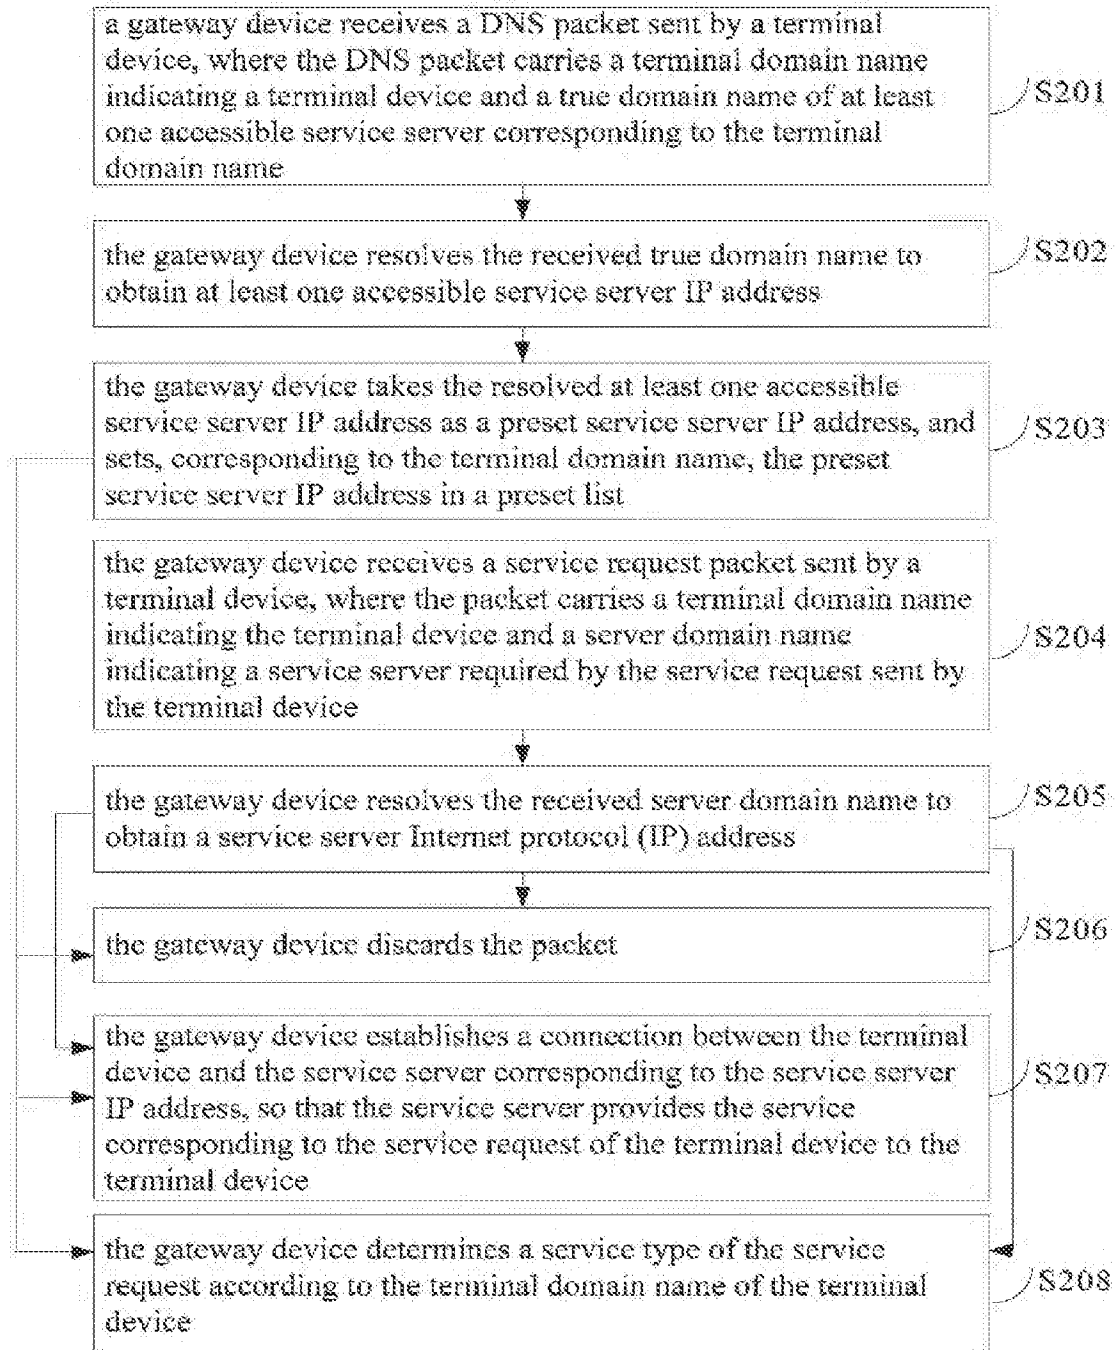 a gateway device receives a DNS packet sent by a terminal
device, where the DNS packet carries a terminal domain name
indicating a terminal device and a true domain name of at least
one accessible service server corresponding to the terminal
domain name
S201
the gateway device resolves the received true domain name to
obtain at least one accessible service server IP address
S202
the gateway device takes the resolved at least one accessible
service server IP address as a preset service server IP address, and
sets, corresponding to the terminal domain name, the preset
service server IP address in a preset list
S203
the gateway device receives a service request packet sent by a
terminal device, where the packet carries a terminal domain name
indicating the terminal device and a server domain name
indicating a service server required by the service request sent by
the terminal device
S204
the gateway device resolves the received server domain name to
obtain a service server Internet protocol (IP) address
S205
the gateway device discards the packet
S206
the gateway device establishes a connection between the terminal
device and the service server corresponding to the service server
IP address, so that the service server provides the service
corresponding to the service request of the terminal device to the
terminal device
S207
the gateway device determines a service type of the service
request according to the terminal domain name of the terminal
device
S208